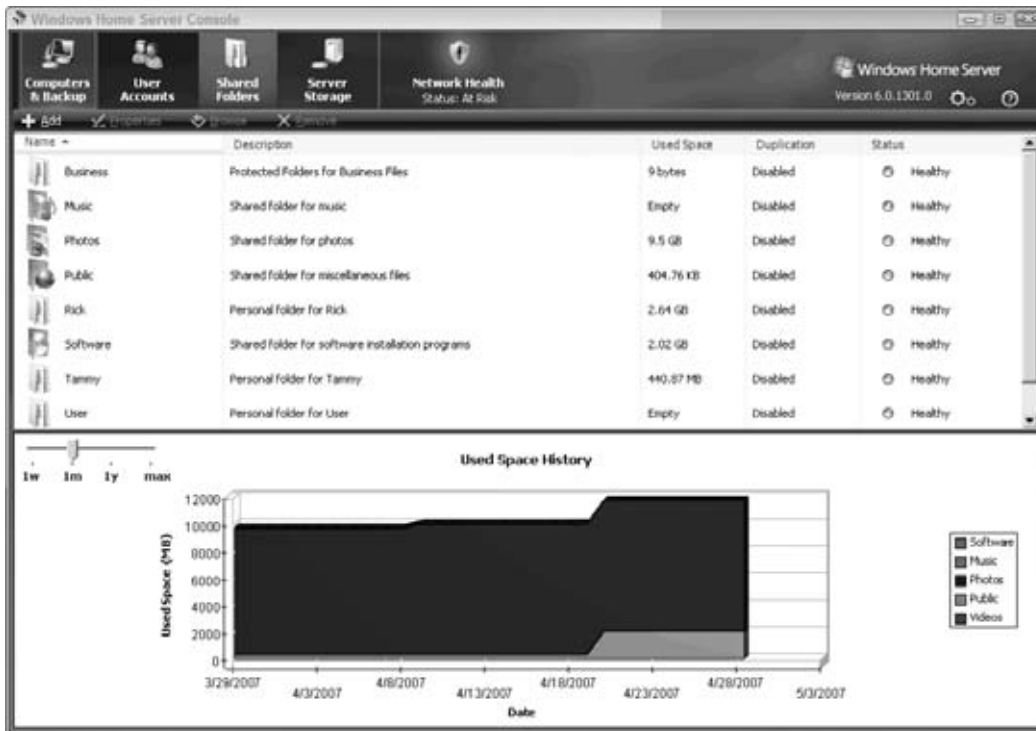 Windows Home Server Console
Computers & Backup
User Accounts
Shared Folders
Server Storage
Network Health
Status: At Risk
Windows Home Server
Version 6.0.1301.0
Add Properties Browse Remove
Name Description Used Space Duplication Status
Business Protected Folders for Business Files 9 bytes Disabled Healthy
Music Shared folder for music Empty Disabled Healthy
Photos Shared folder for photos 9.5 GB Disabled Healthy
Public Shared folder for miscellaneous files 404.76 KB Disabled Healthy
Rick Personal folder for Rick 2.64 GB Disabled Healthy
Software Shared folder for software installation programs 2.02 GB Disabled Healthy
Tammy Personal folder for Tammy 440.87 MB Disabled Healthy
User Personal folder for User Empty Disabled Healthy
1w 1m 1y max
Used Space History
Used Space (MB)
12000
10000
8000
6000
4000
2000
0
3/29/2007 4/3/2007 4/8/2007 4/13/2007 4/18/2007 4/23/2007 4/28/2007 5/3/2007
Date
Software
Music
Photos
Public
Videos